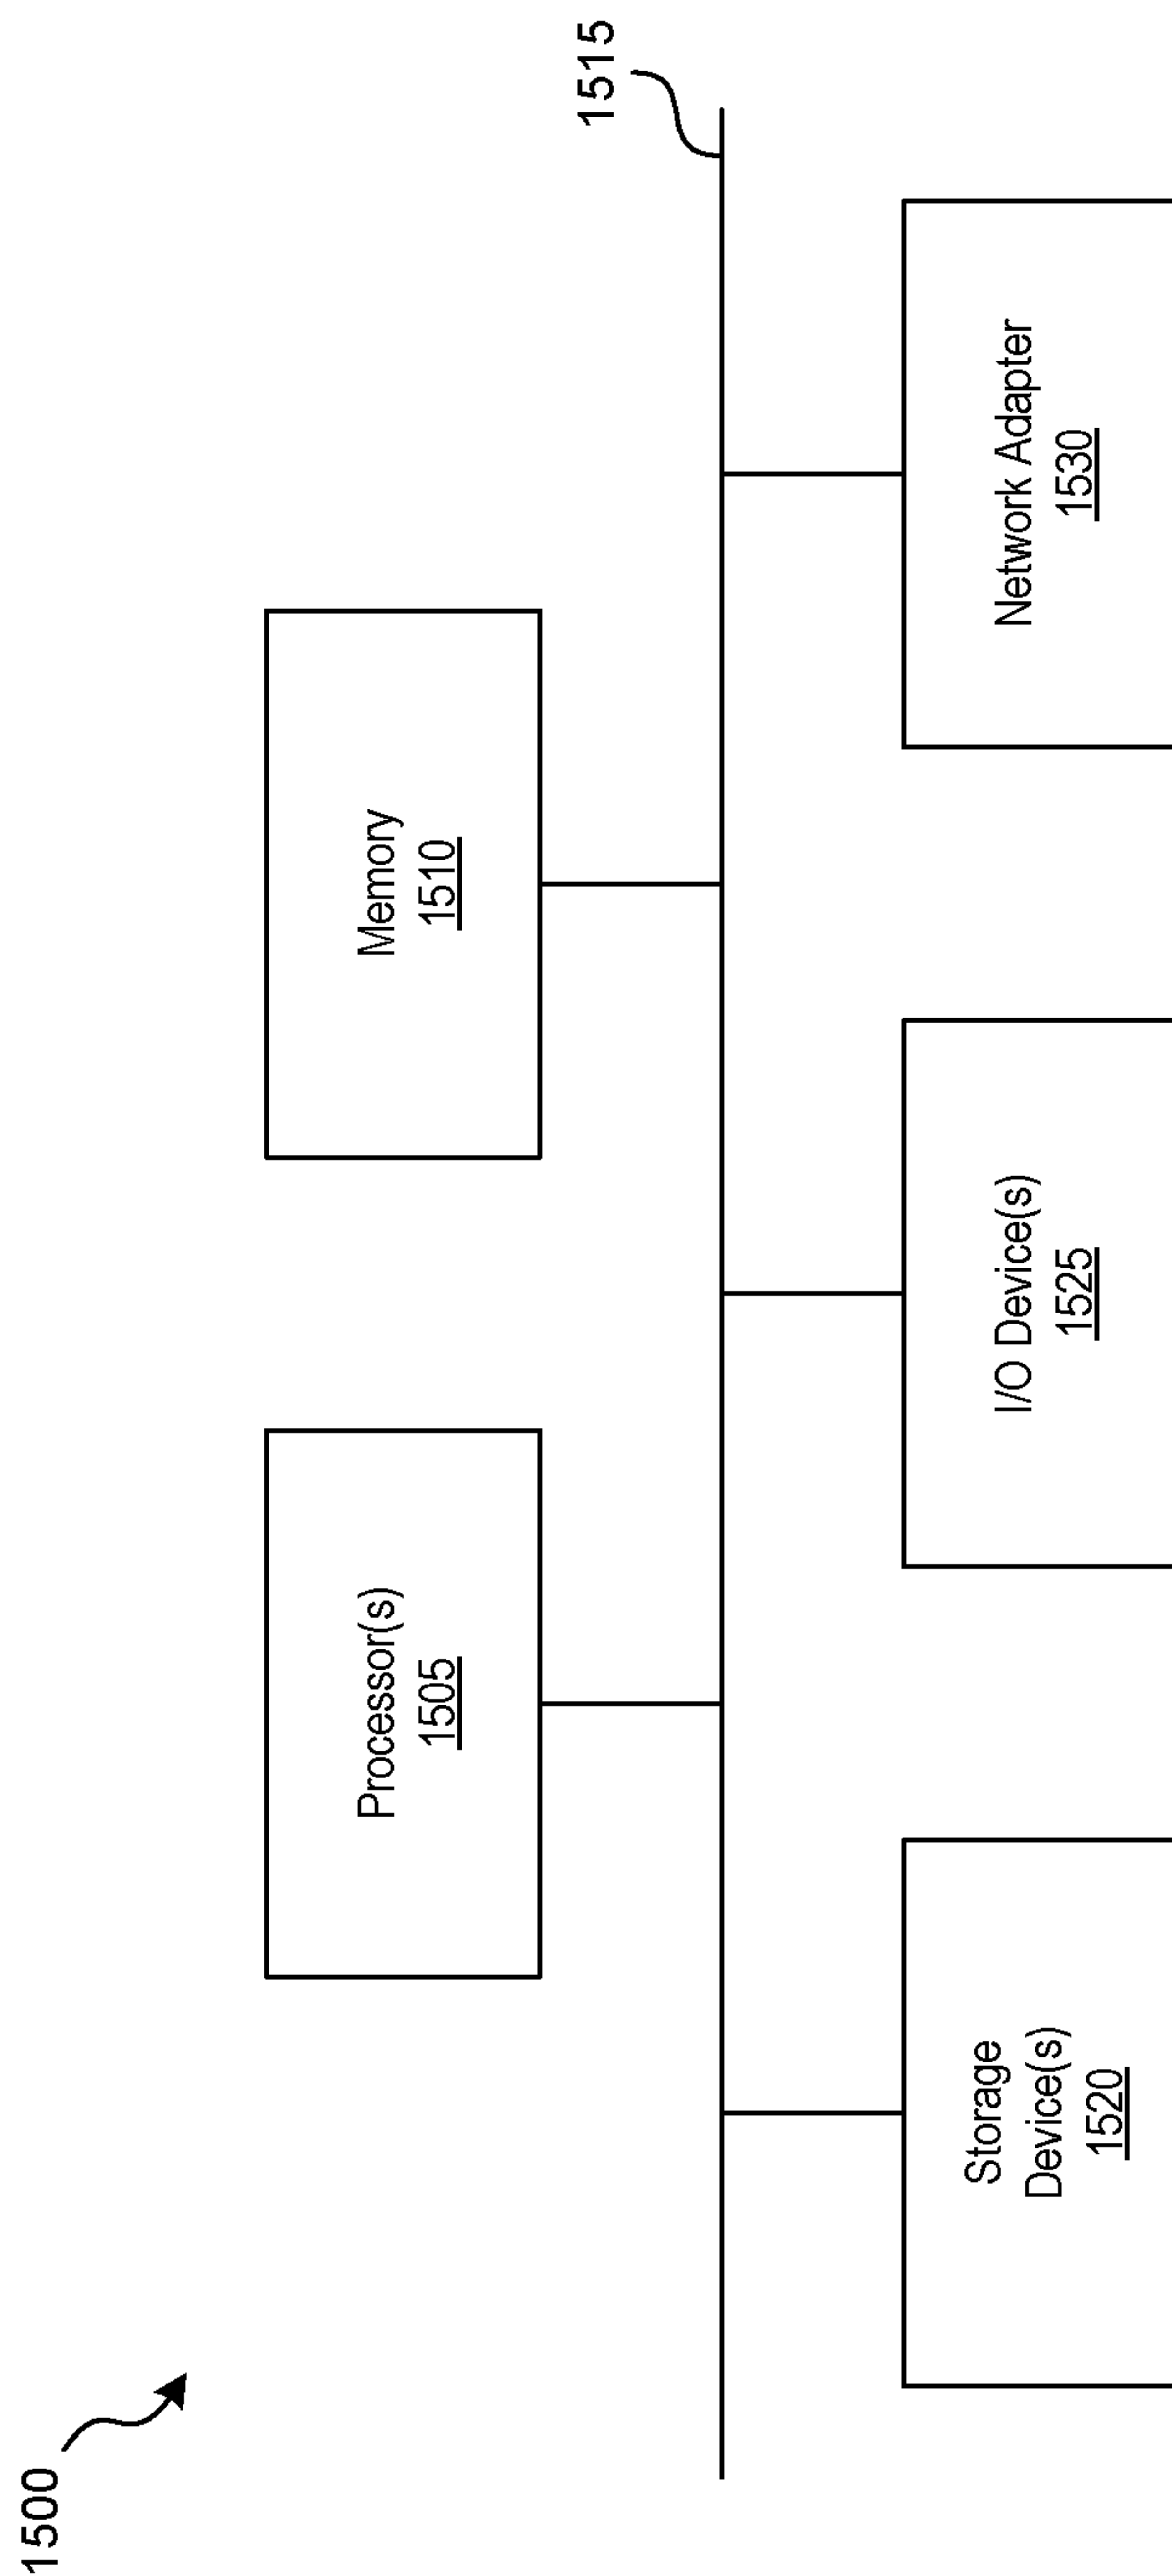 1500
Processor(s)
1505
Memory
1510
1515
Storage
Device(s)
1520
I/O Device(s)
1525
Network Adapter
1530